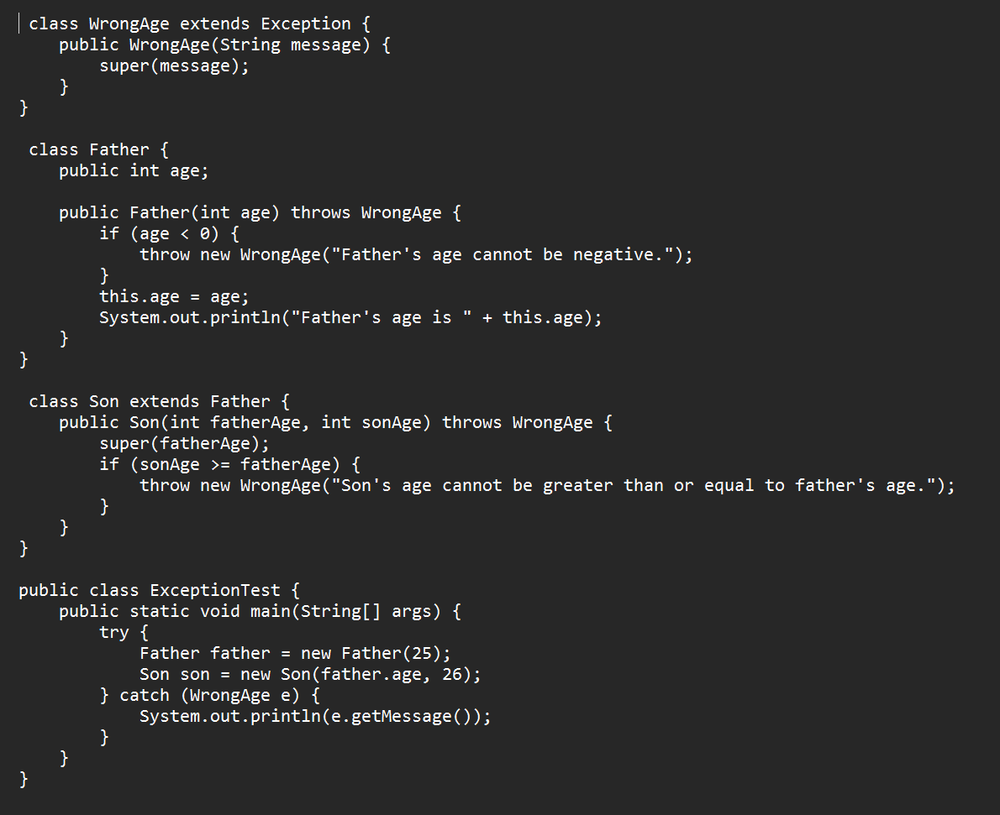 class WrongAge extends Exception {
    public WrongAge(String message) {
        super(message);
    }
}

 class Father {
    public int age;

    public Father(int age) throws WrongAge {
        if (age < 0) {
            throw new WrongAge("Father's age cannot be negative.");
        }
        this.age = age;
        System.out.println("Father's age is " + this.age);
    }
}

 class Son extends Father {
    public Son(int fatherAge, int sonAge) throws WrongAge {
        super(fatherAge);
        if (sonAge >= fatherAge) {
            throw new WrongAge("Son's age cannot be greater than or equal to father's age.");
        }
    }
}

public class ExceptionTest {
    public static void main(String[] args) {
        try {
            Father father = new Father(25);
            Son son = new Son(father.age, 26);
        } catch (WrongAge e) {
            System.out.println(e.getMessage());
        }
    }
}